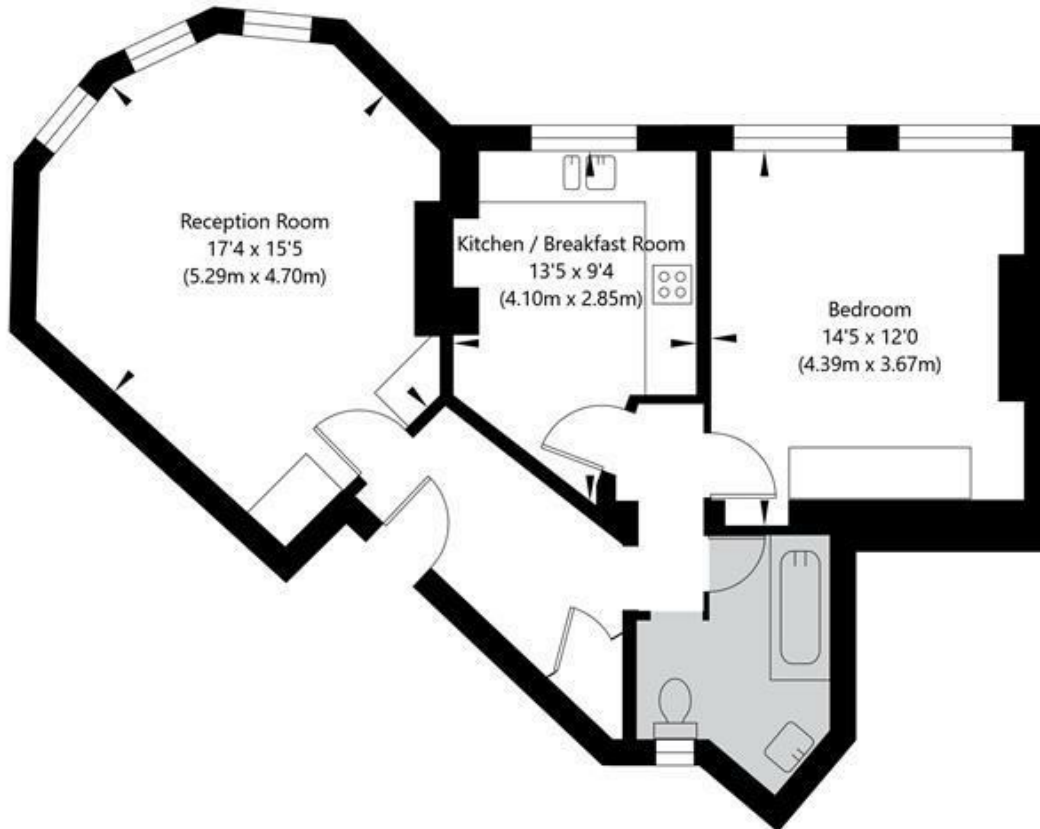 Reception Room
17'4 x 15'5
(5.29m x 4.70m)
Kitchen / Breakfast Room
13'5 x 9'4
(4.10m x 2.85m)
Bedroom
14'5 x 12'0
(4.39m x 3.67m)